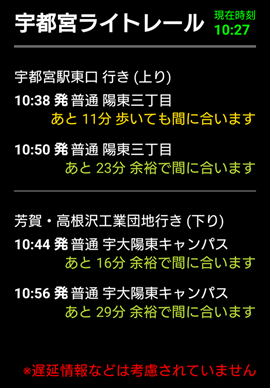 宇都宮ライトレール
現在時刻
10:27
宇都宮駅東口 行き (上り)
10:38 発 普通 陽東三丁目
あと 11分 歩いても間に合います
10:50 発 普通 陽東三丁目
あと 23分 余裕で間に合います
芳賀・高根沢工業団地行き (下り)
10:44 発 普通 宇大陽東キャンパス
あと 16分 余裕で間に合います
10:56 発 普通 宇大陽東キャンパス
あと 29分 余裕で間に合います
※遅延情報などは考慮されていません